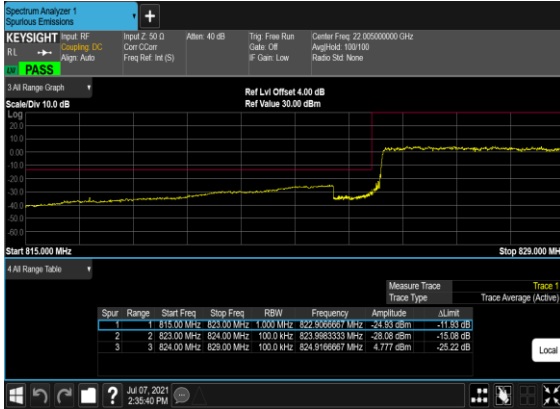 Spectrum Analyzer 1
Spurious Emissions
+
KEYSIGHT Input: RF Input Z: 50 Ω Atten: 40 dB Trig: Free Run Center Freq: 22.005000000 GHz
RL Coupling: DC Corr CCorr Gate: Off Avg|Hold: 100/100
Align: Auto Freq Ref: Int (S) IF Gain: Low Radio Std: None
PASS
3 All Range Graph
Ref Lvl Offset 4.00 dB
Scale/Div 10.0 dB Ref Value 30.00 dBm
Log
20.0
10.0
0.00
-10.0
-20.0
-30.0
-40.0
-50.0
-60.0
Start 815.000 MHz Stop 829.000 MH
4 All Range Table
Measure Trace Trace 1
Trace Type Trace Average (Active)
Spur Range Start Freq Stop Freq RBW Frequency Amplitude ΔLimit
1 1 815.00 MHz 823.00 MHz 1.000 MHz 822.9066667 MHz -24.93 dBm -11.93 dB
2 2 823.00 MHz 824.00 MHz 100.0 kHz 823.9983333 MHz -28.08 dBm -15.08 dB
3 3 824.00 MHz 829.00 MHz 100.0 kHz 824.9166667 MHz 4.777 dBm -25.22 dB
Local
? Jul 07, 2021
2:35:40 PM